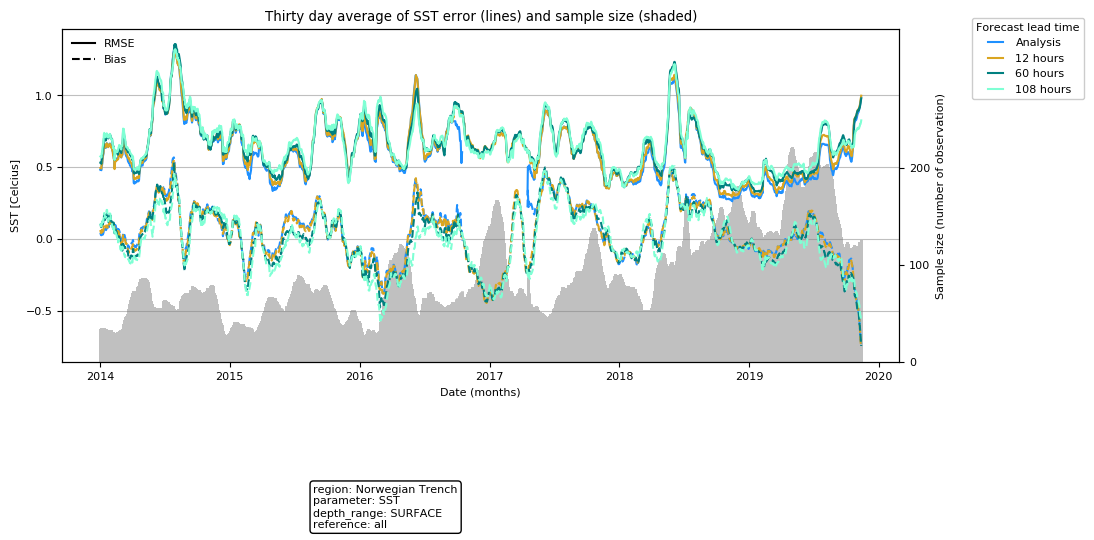 Thirty day average of SST error (lines) and sample size (shaded)
RMSE
Bias
Forecast lead time
Analysis
12 hours
60 hours
108 hours
SST [Celcius]
1.0
0.5
0.0
−0.5
Sample size (number of observation)
200
100
0
2014 2015 2016 2017 2018 2019 2020
Date (months)
region: Norwegian Trench
parameter: SST
depth_range: SURFACE
reference: all